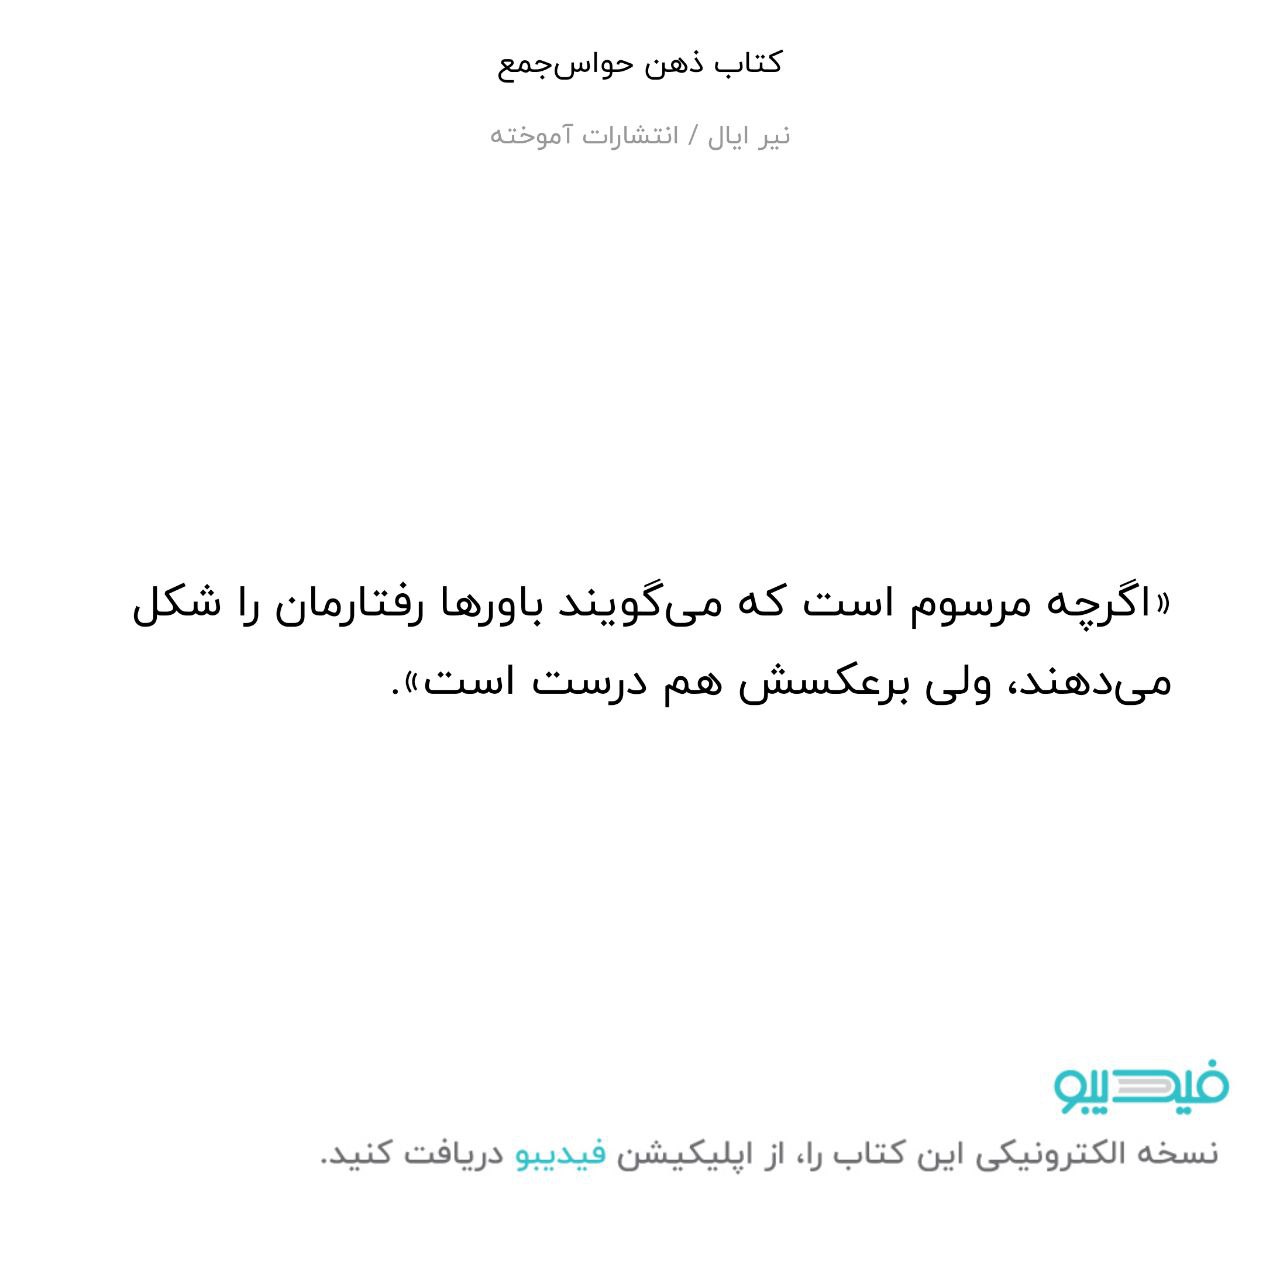 کتاب ذهن حواس‌جمع
نیر ایال / انتشارات آموخته
«اگرچه مرسوم است که می‌گویند باورها رفتارمان را شکل
می‌دهند، ولی برعکسش هم درست است».
فیدیبو
نسخه الکترونیکی این کتاب را، از اپلیکیشن فیدیبو دریافت کنید.